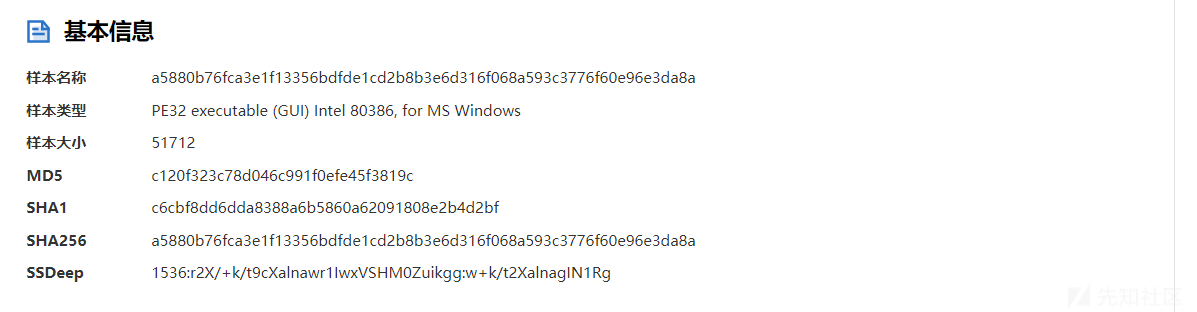 基本信息
样本名称 a5880b76fca3e1f13356bdfde1cd2b8b3e6d316f068a593c3776f60e96e3da8a
样本类型 PE32 executable (GUI) Intel 80386, for MS Windows
样本大小 51712
MD5 c120f323c78d046c991f0efe45f3819c
SHA1 c6cbf8dd6dda8388a6b5860a62091808e2b4d2bf
SHA256 a5880b76fca3e1f13356bdfde1cd2b8b3e6d316f068a593c3776f60e96e3da8a
SSDeep 1536:r2X/+k/t9cXalnawr1IwxVSHM0Zuikgg:w+k/t2XalnagIN1Rg
先知社区